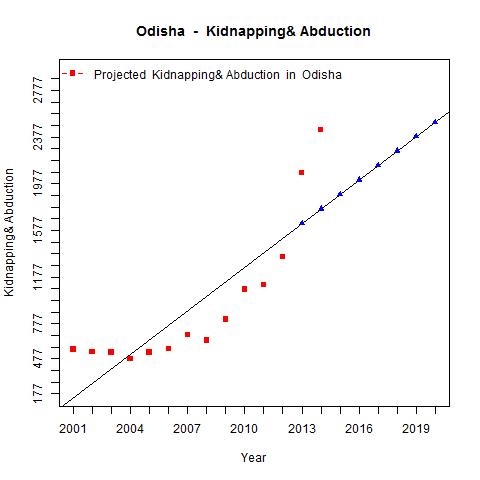 Odisha - Kidnapping& Abduction
Projected Kidnapping& Abduction in Odisha
Kidnapping& Abduction
2777
2377
1977
1577
1177
777
477
177
2001 2004 2007 2010 2013 2016 2019
Year